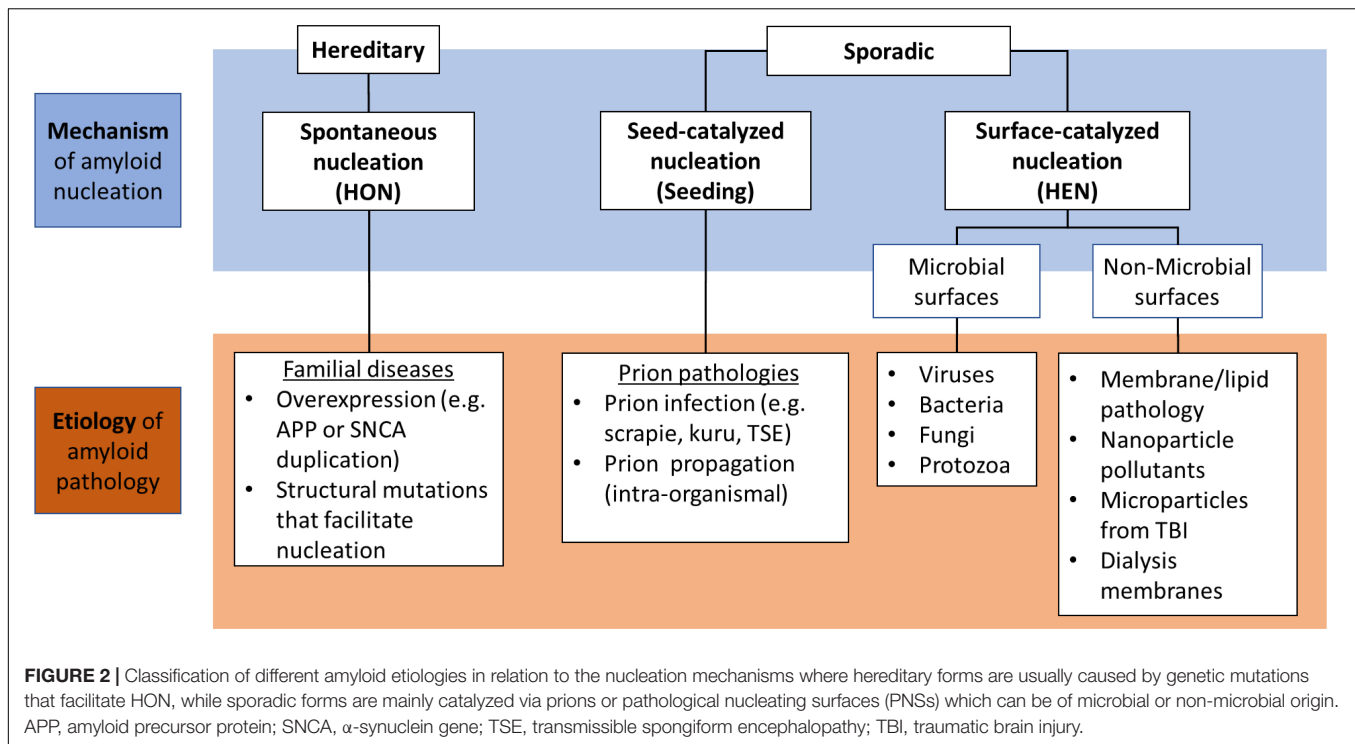 Hereditary
Sporadic
Mechanism
of amyloid
nucleation
Spontaneous
nucleation
(HON)
Seed-catalyzed
nucleation
(Seeding)
Surface-catalyzed
nucleation
(HEN)
Microbial
surfaces
Non-Microbial
surfaces
Etiology of
amyloid
pathology
Familial diseases
• Overexpression (e.g.
APP or SNCA
duplication)
• Structural mutations
that facilitate
nucleation
Prion pathologies
• Prion infection (e.g.
scrapie, kuru, TSE)
• Prion propagation
(intra-organismal)
• Viruses
• Bacteria
• Fungi
• Protozoa
• Membrane/lipid
pathology
• Nanoparticle
pollutants
• Microparticles
from TBI
• Dialysis
membranes
FIGURE 2 | Classification of different amyloid etiologies in relation to the nucleation mechanisms where hereditary forms are usually caused by genetic mutations
that facilitate HON, while sporadic forms are mainly catalyzed via prions or pathological nucleating surfaces (PNSs) which can be of microbial or non-microbial origin.
APP, amyloid precursor protein; SNCA, α-synuclein gene; TSE, transmissible spongiform encephalopathy; TBI, traumatic brain injury.